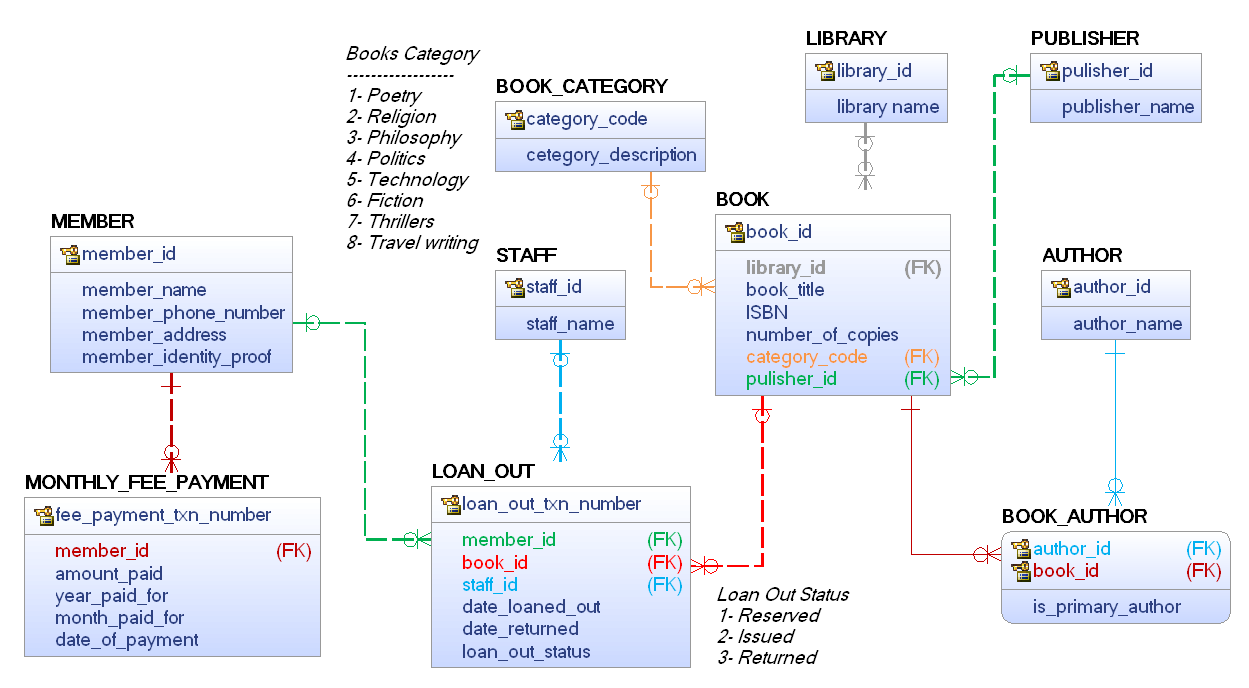 Books Category
------------------
1- Poetry
2- Religion
3- Philosophy
4- Politics
5- Technology
6- Fiction
7- Thrillers
8- Travel writing
BOOK_CATEGORY
category_code
cetegory_description
LIBRARY
library_id
library name
PUBLISHER
pulisher_id
publisher_name
MEMBER
member_id
member_name
member_phone_number
member_address
member_identity_proof
STAFF
staff_id
staff_name
BOOK
book_id
library_id (FK)
book_title
ISBN
number_of_copies
category_code (FK)
pulisher_id (FK)
AUTHOR
author_id
author_name
MONTHLY_FEE_PAYMENT
fee_payment_txn_number
member_id (FK)
amount_paid
year_paid_for
month_paid_for
date_of_payment
LOAN_OUT
loan_out_txn_number
member_id (FK)
book_id (FK)
staff_id (FK)
date_loaned_out
date_returned
loan_out_status
Loan Out Status
1- Reserved
2- Issued
3- Returned
BOOK_AUTHOR
author_id (FK)
book_id (FK)
is_primary_author